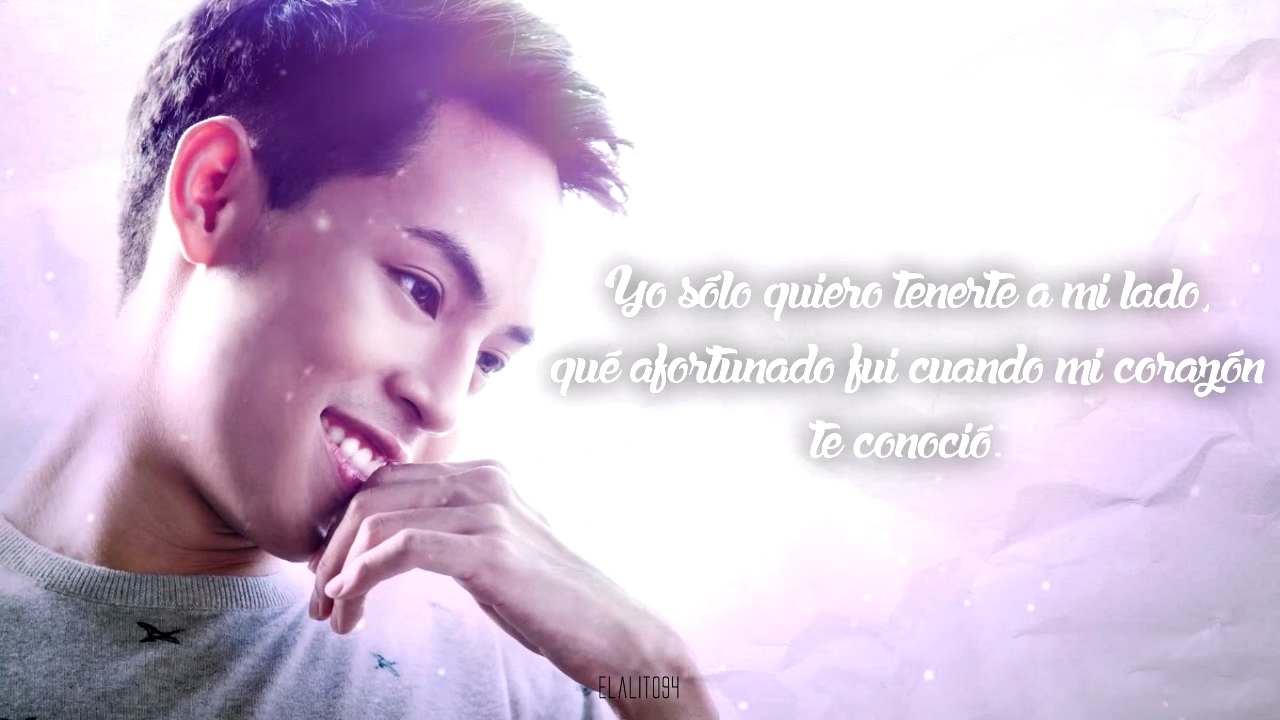 Yo sólo quiero tenerte a mi lado,
qué afortunado fui cuando mi corazón
te conoció.
ELALITO94